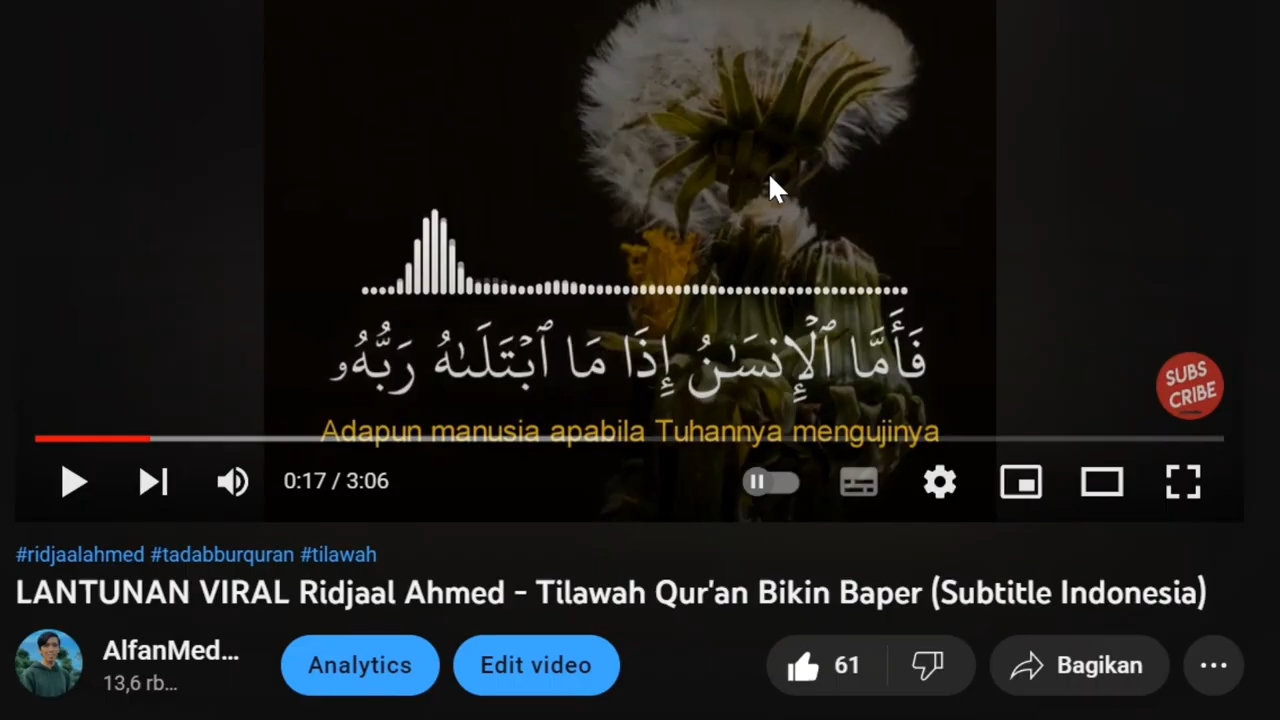 فَأَمَّا ٱلْإِنسَـٰنُ إِذَا مَا ٱبْتَلَـٰهُ رَبُّهُۥ
SUBS
CRIBE
Adapun manusia apabila Tuhannya mengujinya
0:17 / 3:06
#ridjaalahmed #tadabburquran #tilawah
LANTUNAN VIRAL Ridjaal Ahmed - Tilawah Qur'an Bikin Baper (Subtitle Indonesia)
AlfanMed...
13,6 rb...
Analytics
Edit video
61
Bagikan